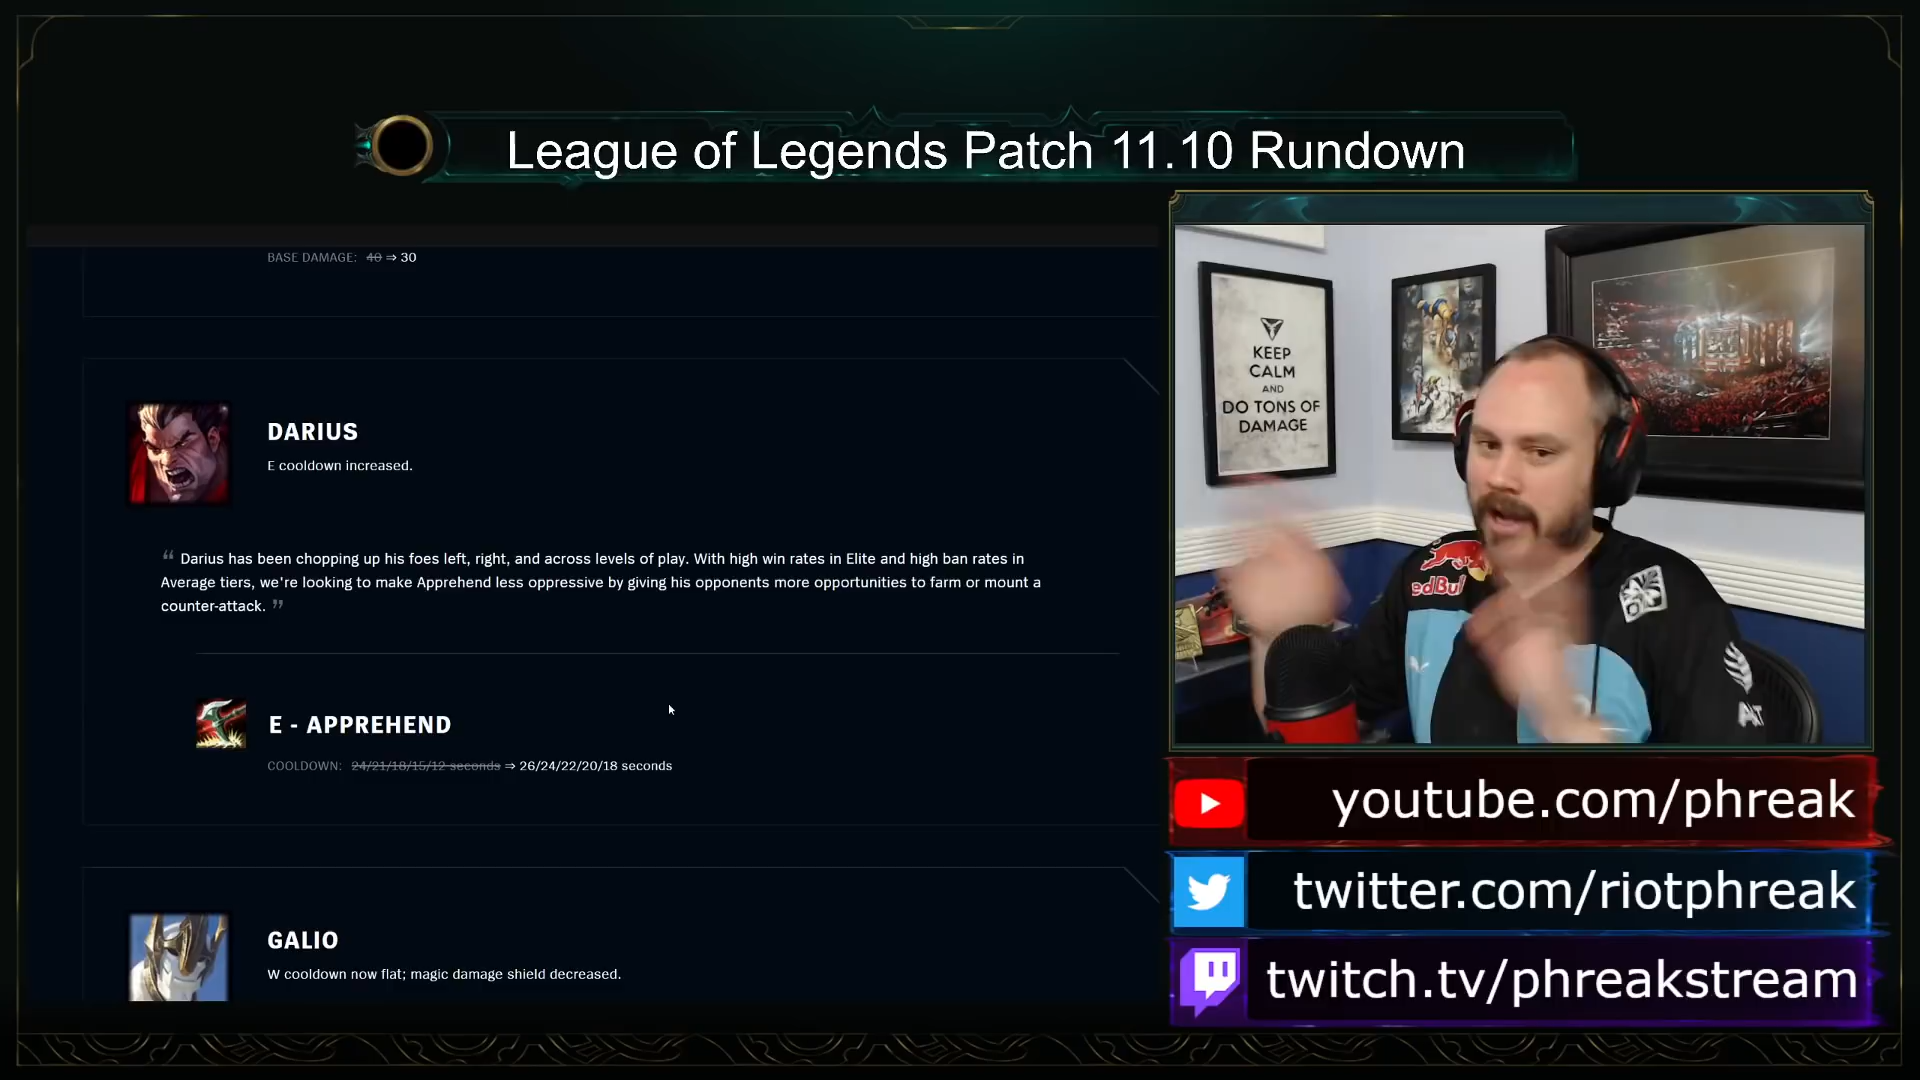 League of Legends Patch 11.10 Rundown
BASE DAMAGE: 40 ⇒ 30
DARIUS
E cooldown increased.
“ Darius has been chopping up his foes left, right, and across levels of play. With high win rates in Elite and high ban rates in
Average tiers, we're looking to make Apprehend less oppressive by giving his opponents more opportunities to farm or mount a
counter-attack. ”
E - APPREHEND
COOLDOWN: 24/21/18/15/12 seconds ⇒ 26/24/22/20/18 seconds
GALIO
W cooldown now flat; magic damage shield decreased.
KEEP
CALM
AND
DO TONS OF
DAMAGE
edBul
youtube.com/phreak
twitter.com/riotphreak
twitch.tv/phreakstream